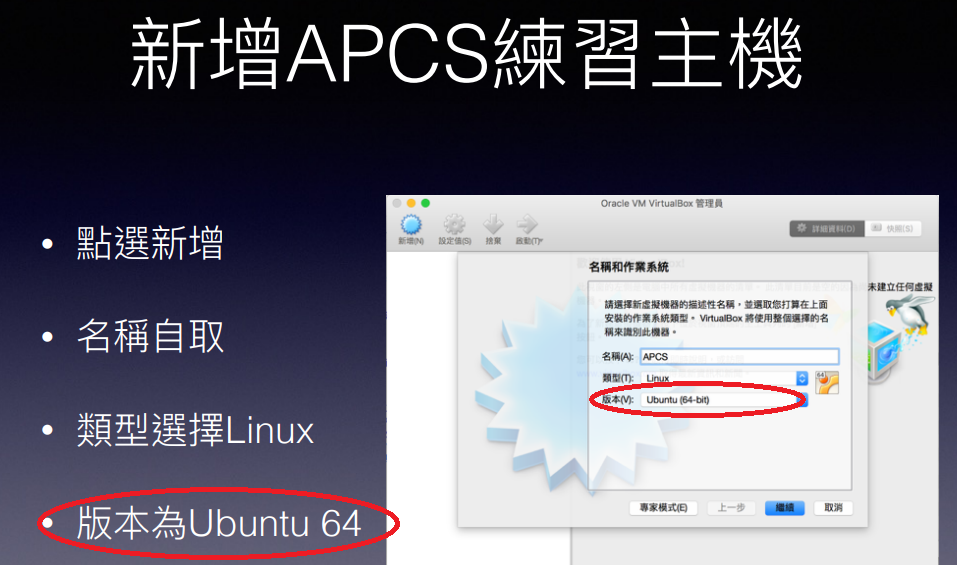 新增APCS練習主機
• 點選新增
• 名稱自取
• 類型選擇Linux
• 版本為Ubuntu 64
Oracle VM VirtualBox 管理員
新增(N) 設定值(S) 捨棄 啟動(T)
詳細資料(D) 快照(S)
未建立任何虛擬
名稱和作業系統
請選擇新虛擬機器的描述性名稱,並選取您打算在上面
安裝的作業系統類型。VirtualBox 將使用整個選擇的名
稱來識別此機器。
名稱(A): APCS
類型(T): Linux
64
版本(V): Ubuntu (64-bit)
專家模式(E) 上一步 繼續 取消